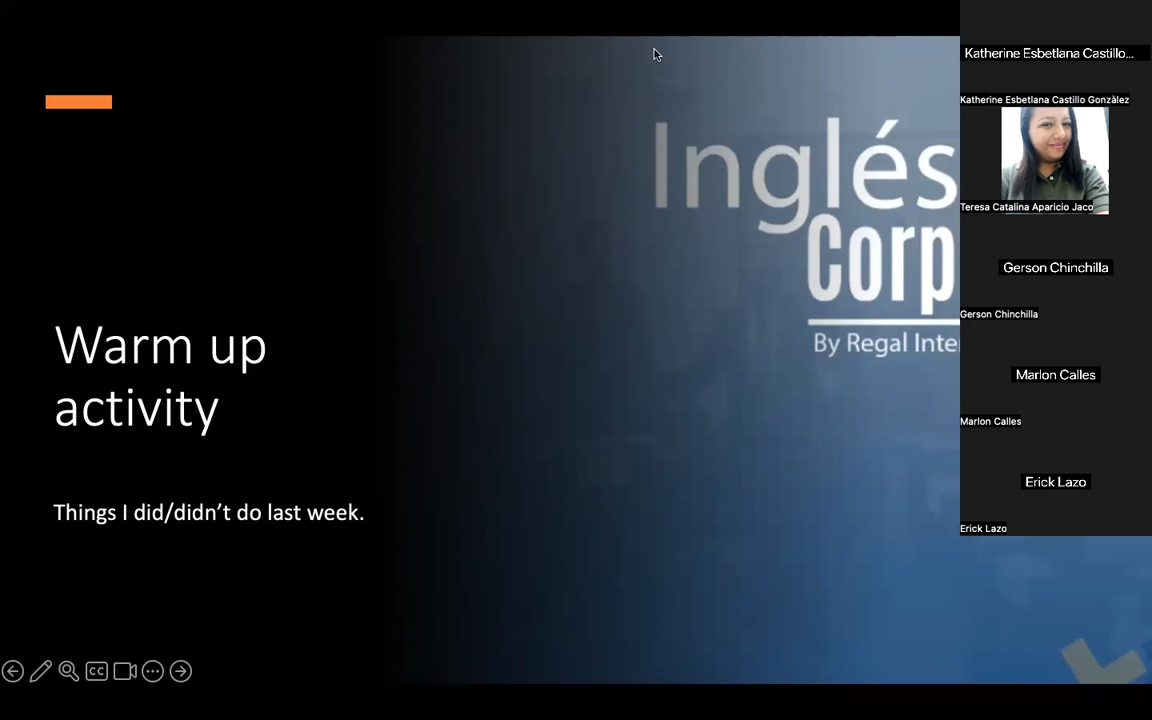 Warm up
activity
Things I did/didn't do last week.
Inglés
Corp
By Regal Inte
Katherine Esbetlana Castillo...
Katherine Esbetlana Castillo Gonzàlez
Teresa Catalina Aparicio Jaco
Gerson Chinchilla
Gerson Chinchilla
Marlon Calles
Marlon Calles
Erick Lazo
Erick Lazo
CC